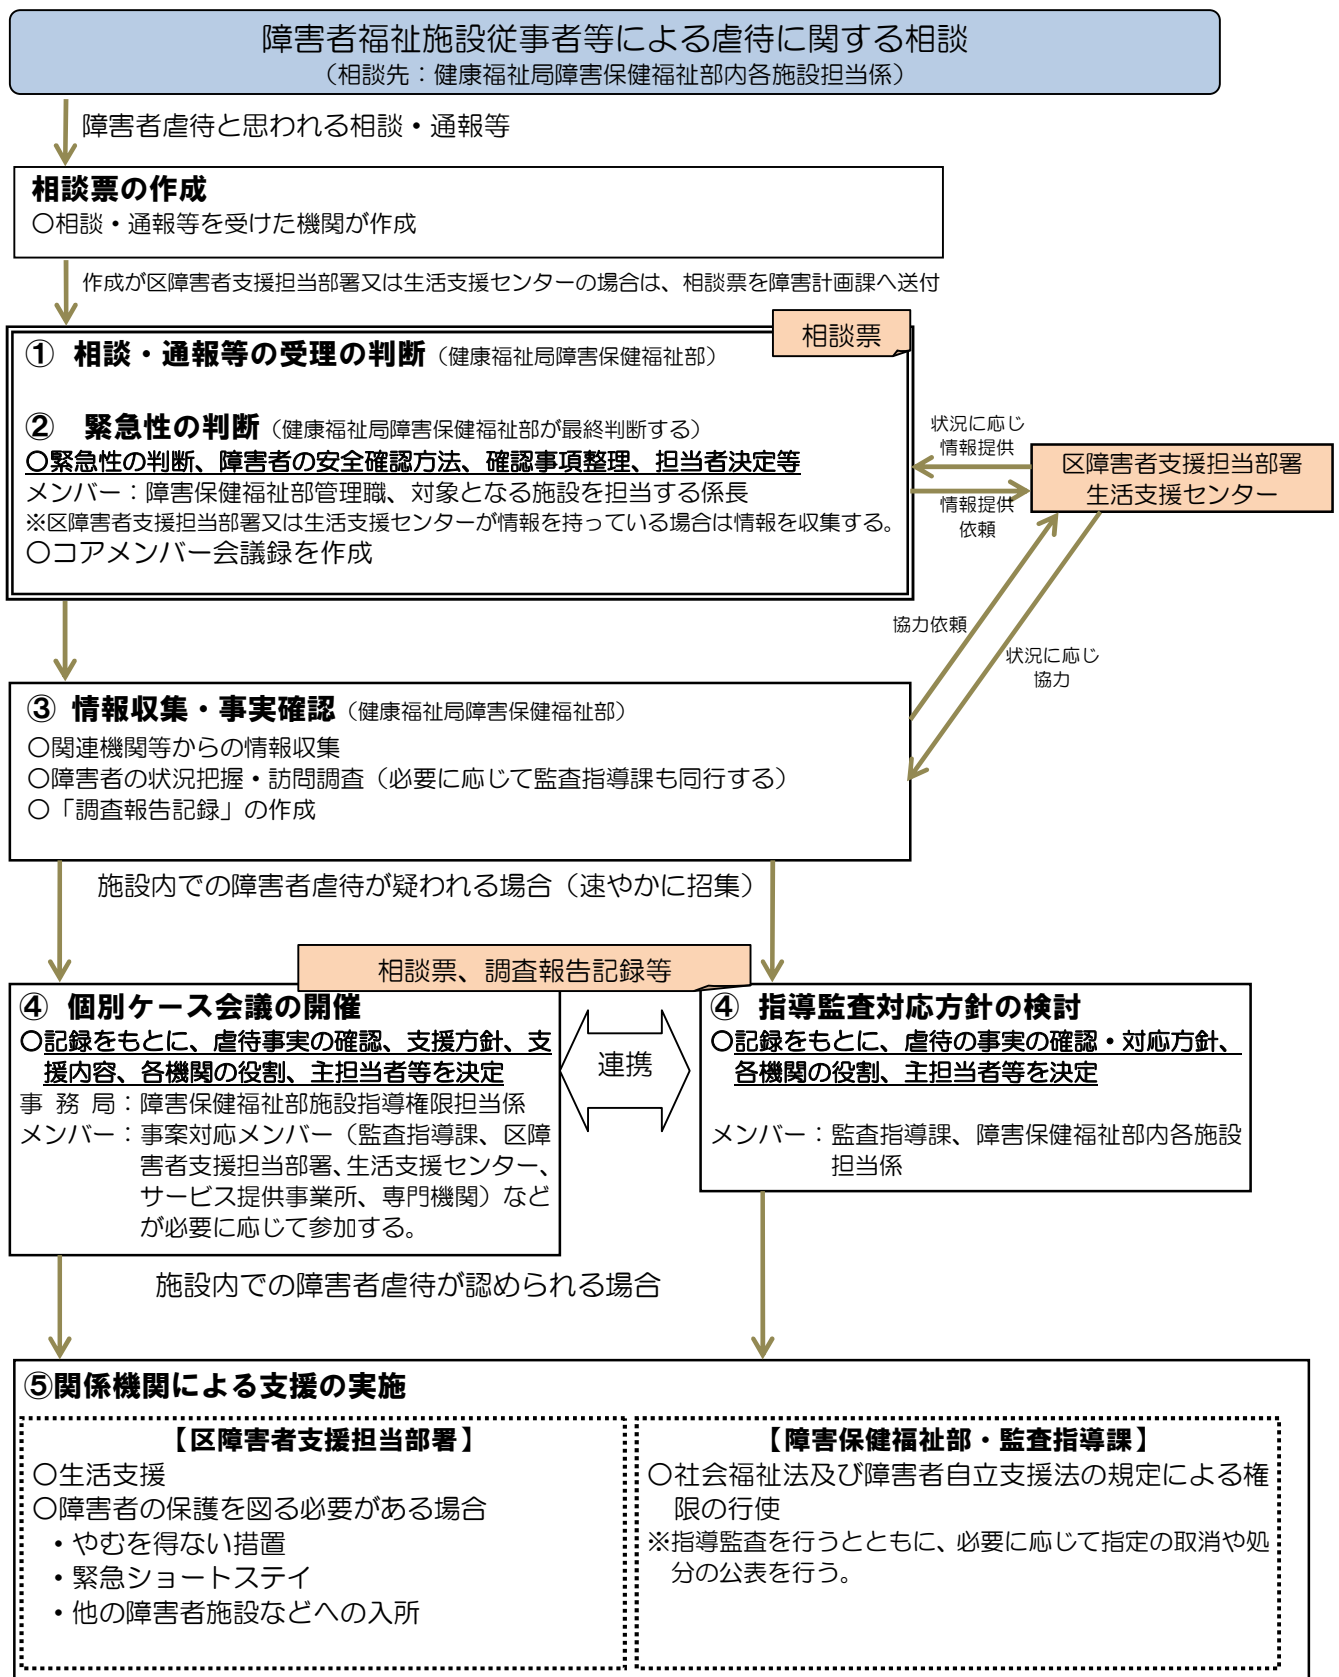 障害者福祉施設従事者等による虐待に関する相談
（相談先：健康福祉局障害保健福祉部内各施設担当係）
障害者虐待と思われる相談・通報等
相談票の作成
〇相談・通報等を受けた機関が作成
作成が区障害者支援担当部署又は生活支援センターの場合は、相談票を障害計画課へ送付
相談票
① 相談・通報等の受理の判断（健康福祉局障害保健福祉部）
② 緊急性の判断（健康福祉局障害保健福祉部が最終判断する）
〇緊急性の判断、障害者の安全確認方法、確認事項整理、担当者決定等
メンバー：障害保健福祉部管理職、対象となる施設を担当する係長
※区障害者支援担当部署又は生活支援センターが情報を持っている場合は情報を収集する。
〇コアメンバー会議録を作成
状況に応じ
情報提供
情報提供
依頼
区障害者支援担当部署
生活支援センター
協力依頼
状況に応じ
協力
③ 情報収集・事実確認（健康福祉局障害保健福祉部）
〇関連機関等からの情報収集
〇障害者の状況把握・訪問調査（必要に応じて監査指導課も同行する）
〇「調査報告記録」の作成
施設内での障害者虐待が疑われる場合（速やかに招集）
相談票、調査報告記録等
④ 個別ケース会議の開催
〇記録をもとに、虐待事実の確認、支援方針、支
援内容、各機関の役割、主担当者等を決定
事 務 局：障害保健福祉部施設指導権限担当係
メンバー：事案対応メンバー（監査指導課、区障
害者支援担当部署、生活支援センター、
サービス提供事業所、専門機関）など
が必要に応じて参加する。
連携
④ 指導監査対応方針の検討
〇記録をもとに、虐待の事実の確認・対応方針、
各機関の役割、主担当者等を決定
メンバー：監査指導課、障害保健福祉部内各施設
担当係
施設内での障害者虐待が認められる場合
⑤関係機関による支援の実施
【区障害者支援担当部署】
〇生活支援
〇障害者の保護を図る必要がある場合
・やむを得ない措置
・緊急ショートステイ
・他の障害者施設などへの入所
【障害保健福祉部・監査指導課】
〇社会福祉法及び障害者自立支援法の規定による権
限の行使
※指導監査を行うとともに、必要に応じて指定の取消や処
分の公表を行う。